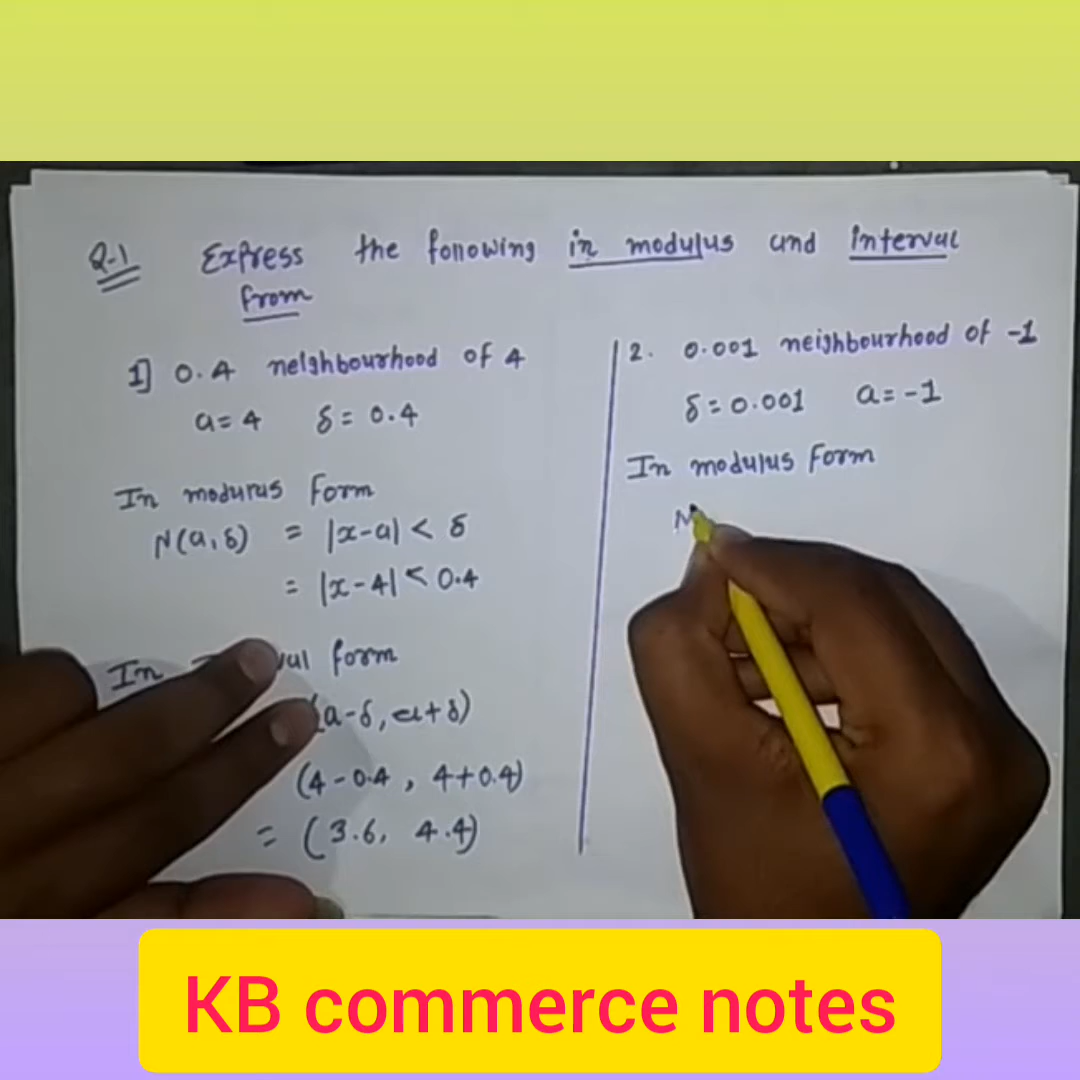 Q-1 Express the following in modulus and Interval
from
1] 0.4 neighbourhood of 4
a = 4 δ = 0.4
In modulus Form
N(a, δ) = |x-a| < δ
= |x-4| < 0.4
In form
(a-δ, a+δ)
(4-0.4, 4+0.4)
= (3.6, 4.4)
2. 0.001 neighbourhood of -1
δ = 0.001 a = -1
In modulus Form
N
KB commerce notes